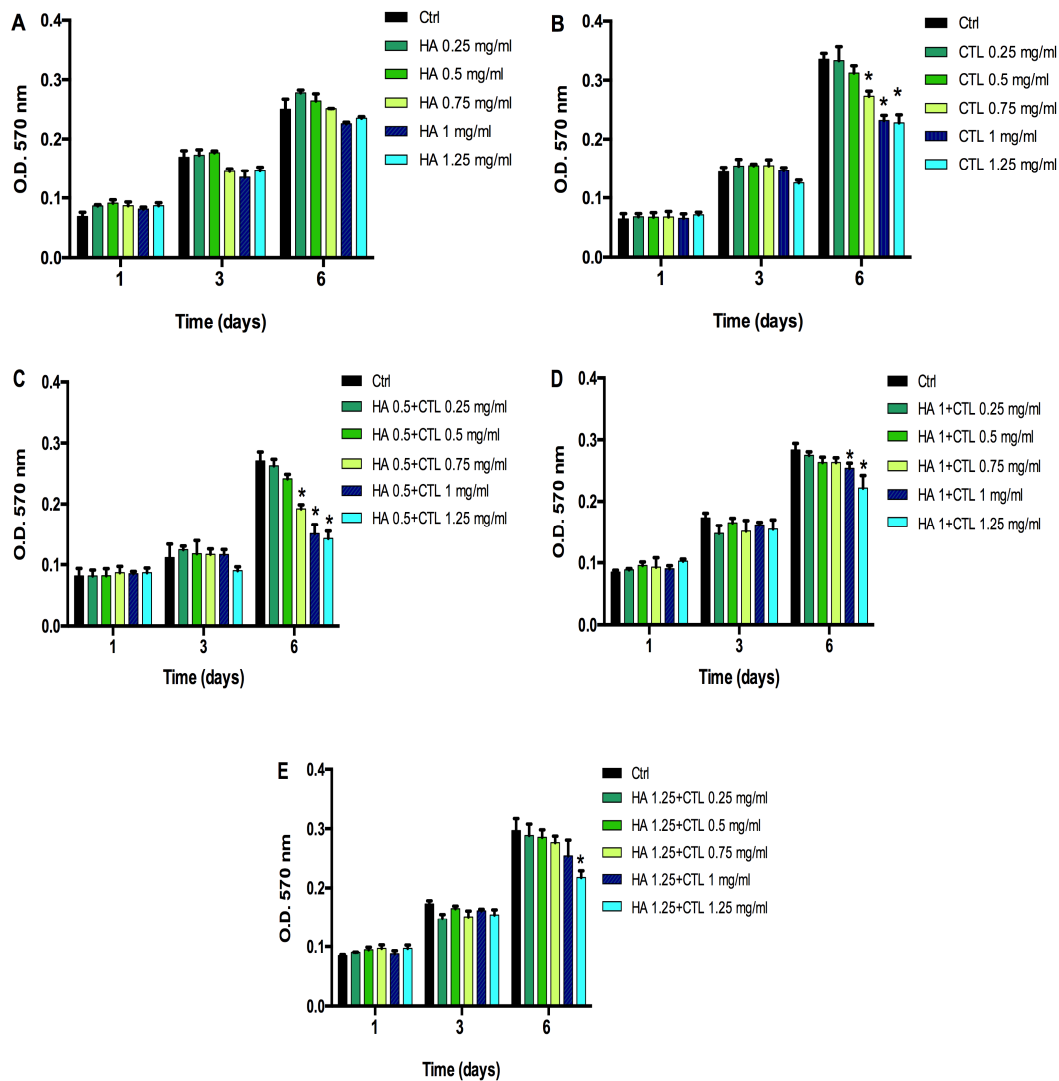 A
0.4
0.3
0.2
0.1
0.0
O.D. 570 nm
1 3 6
Time (days)
Ctrl
HA 0.25 mg/ml
HA 0.5 mg/ml
HA 0.75 mg/ml
HA 1 mg/ml
HA 1.25 mg/ml
B
0.4
0.3
0.2
0.1
0.0
O.D. 570 nm
* * *
1 3 6
Time (days)
Ctrl
CTL 0.25 mg/ml
CTL 0.5 mg/ml
CTL 0.75 mg/ml
CTL 1 mg/ml
CTL 1.25 mg/ml
C
0.4
0.3
0.2
0.1
0.0
O.D. 570 nm
* * *
1 3 6
Time (days)
Ctrl
HA 0.5+CTL 0.25 mg/ml
HA 0.5+CTL 0.5 mg/ml
HA 0.5+CTL 0.75 mg/ml
HA 0.5+CTL 1 mg/ml
HA 0.5+CTL 1.25 mg/ml
D
0.4
0.3
0.2
0.1
0.0
O.D. 570 nm
* *
1 3 6
Time (days)
Ctrl
HA 1+CTL 0.25 mg/ml
HA 1+CTL 0.5 mg/ml
HA 1+CTL 0.75 mg/ml
HA 1+CTL 1 mg/ml
HA 1+CTL 1.25 mg/ml
E
0.4
0.3
0.2
0.1
0.0
O.D. 570 nm
*
1 3 6
Time (days)
Ctrl
HA 1.25+CTL 0.25 mg/ml
HA 1.25+CTL 0.5 mg/ml
HA 1.25+CTL 0.75 mg/ml
HA 1.25+CTL 1 mg/ml
HA 1.25+CTL 1.25 mg/ml